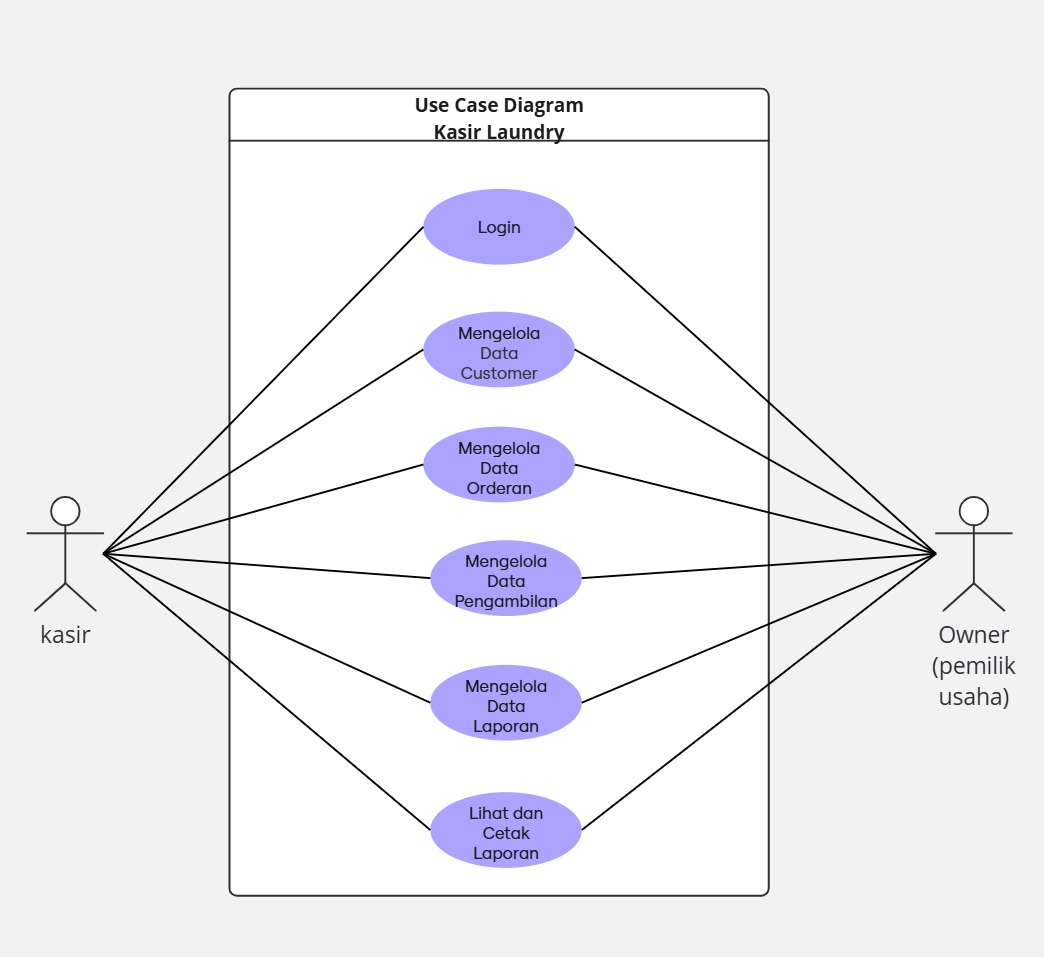 Use Case Diagram
Kasir Laundry
Login
Mengelola
Data
Customer
Mengelola
Data
Orderan
Mengelola
Data
Pengambilan
Mengelola
Data
Laporan
Lihat dan
Cetak
Laporan
kasir
Owner
(pemilik
usaha)